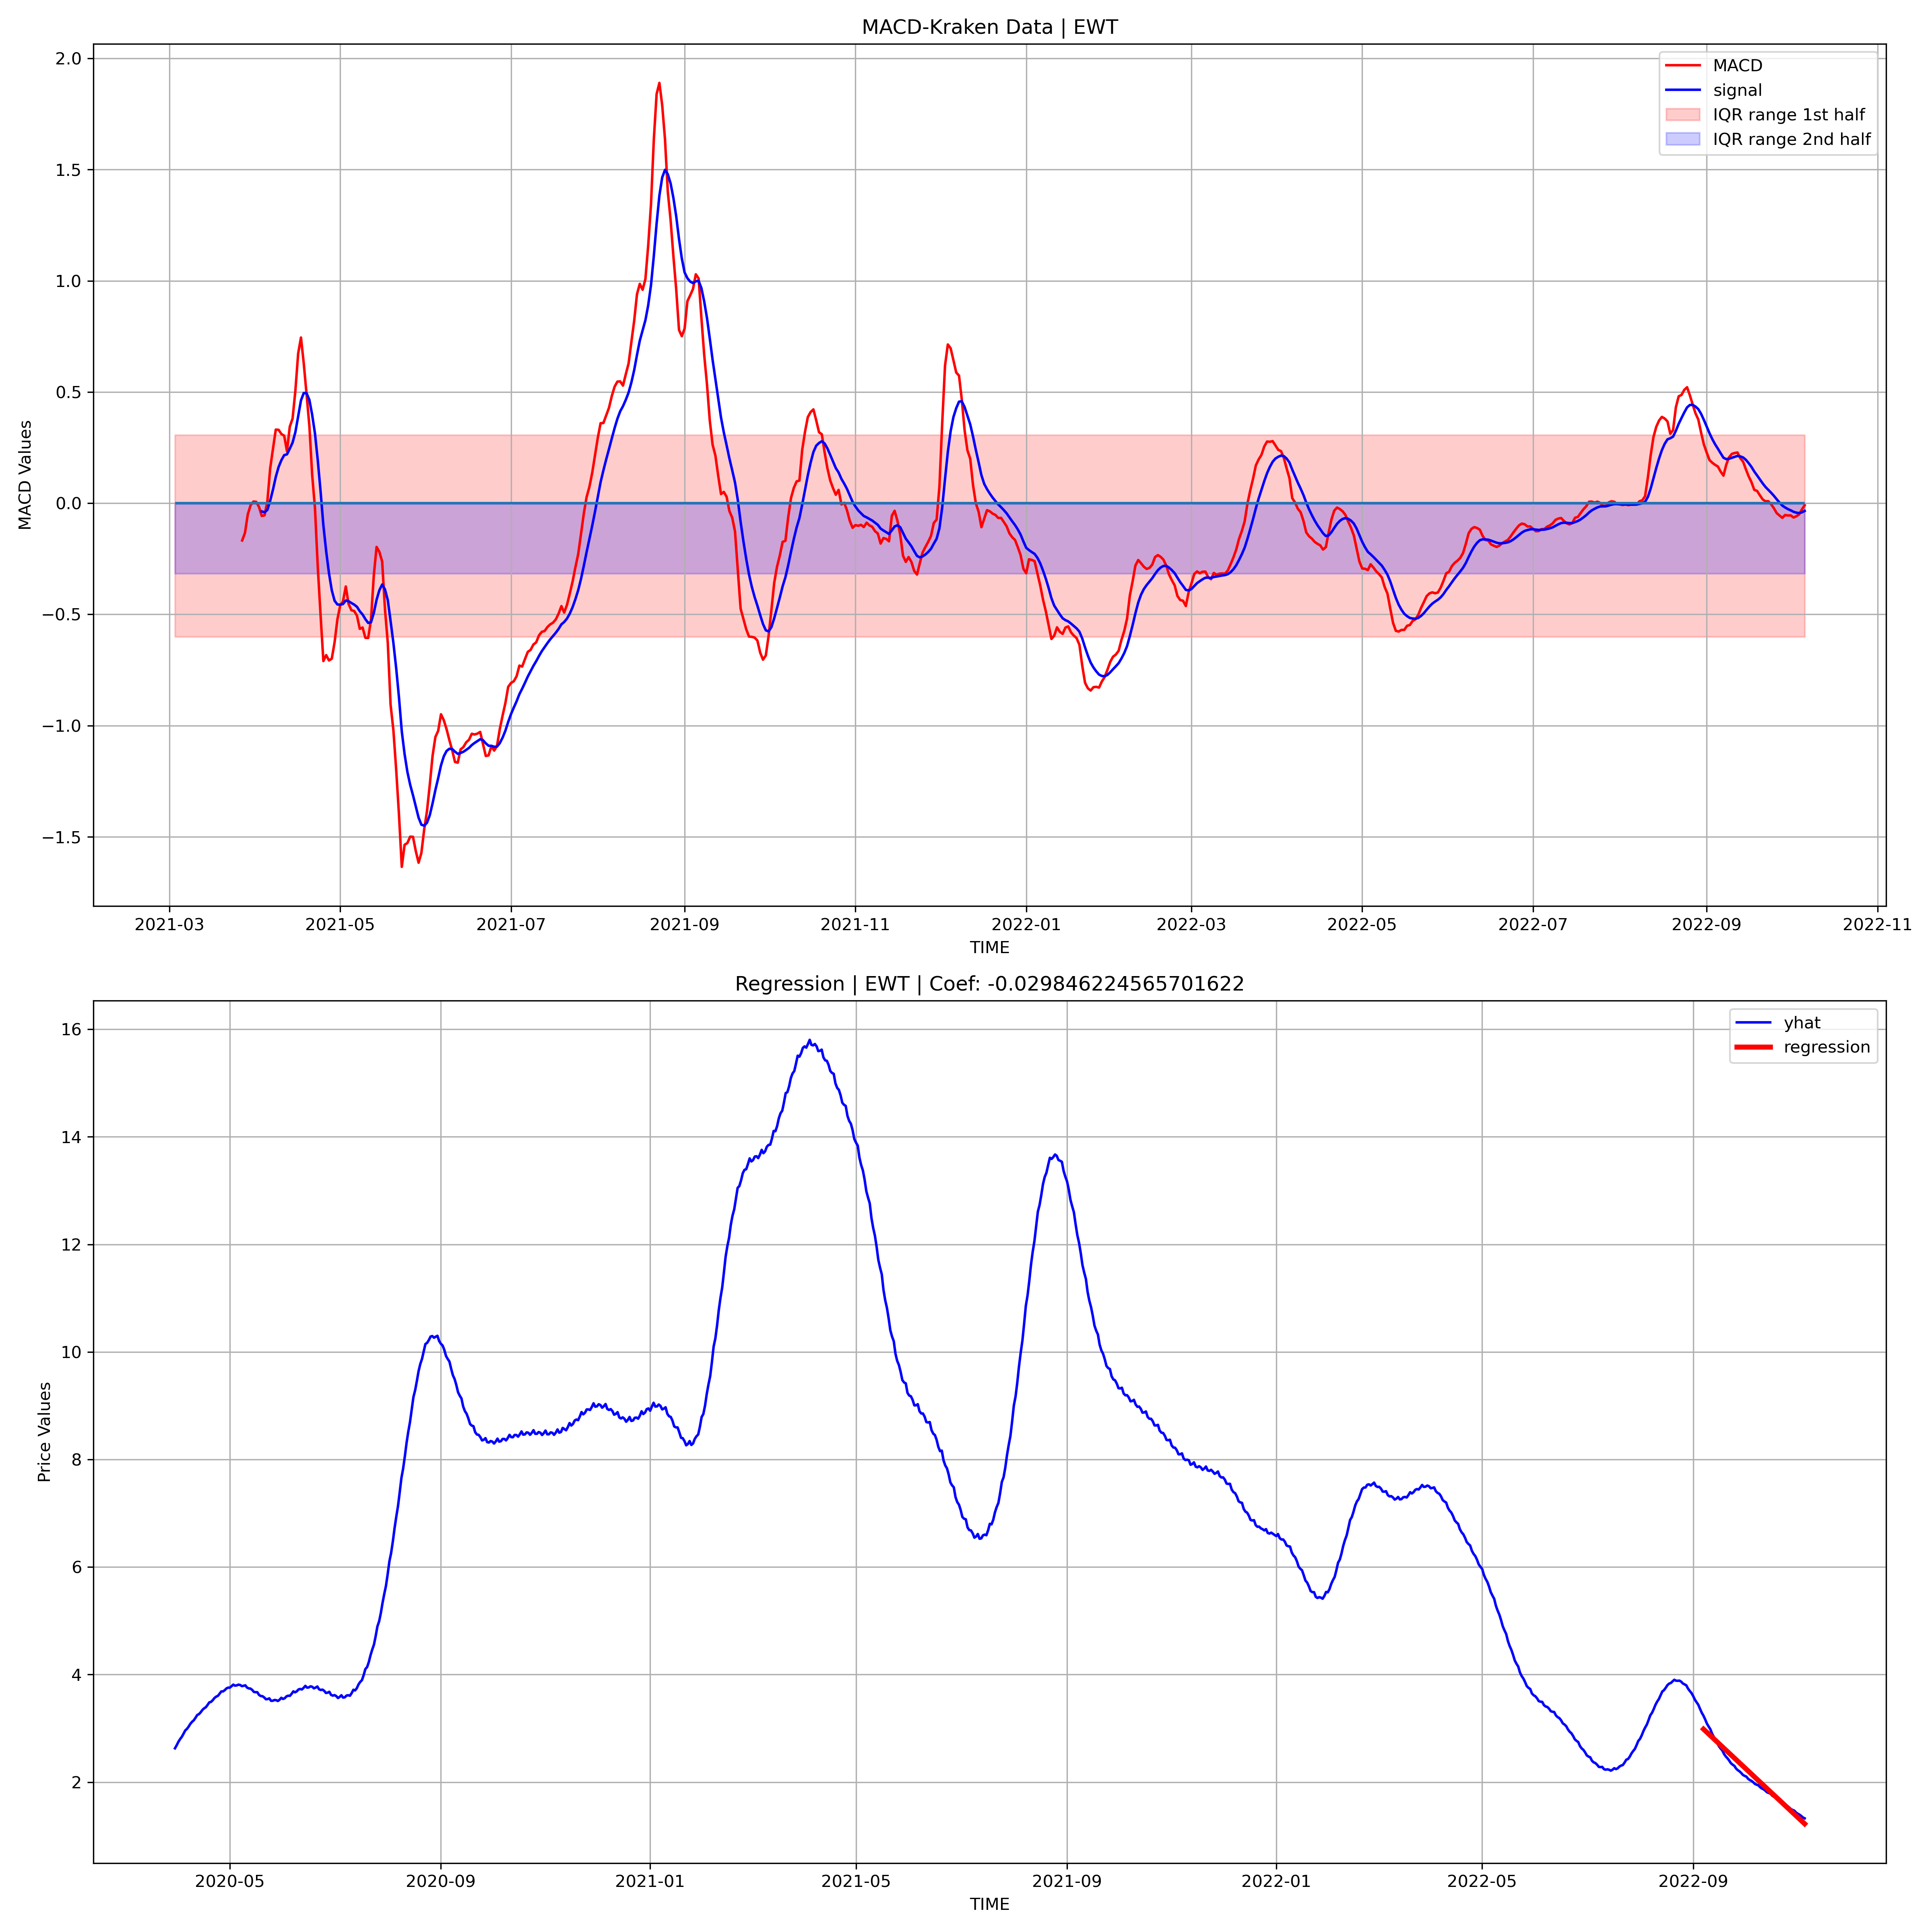 MACD-Kraken Data | EWT
MACD
signal
IQR range 1st half
IQR range 2nd half
MACD Values
2.0
1.5
1.0
0.5
0.0
−0.5
−1.0
−1.5
2021-03 2021-05 2021-07 2021-09 2021-11 2022-01 2022-03 2022-05 2022-07 2022-09 2022-11
TIME
Regression | EWT | Coef: -0.029846224565701622
yhat
regression
Price Values
16
14
12
10
8
6
4
2
2020-05 2020-09 2021-01 2021-05 2021-09 2022-01 2022-05 2022-09
TIME